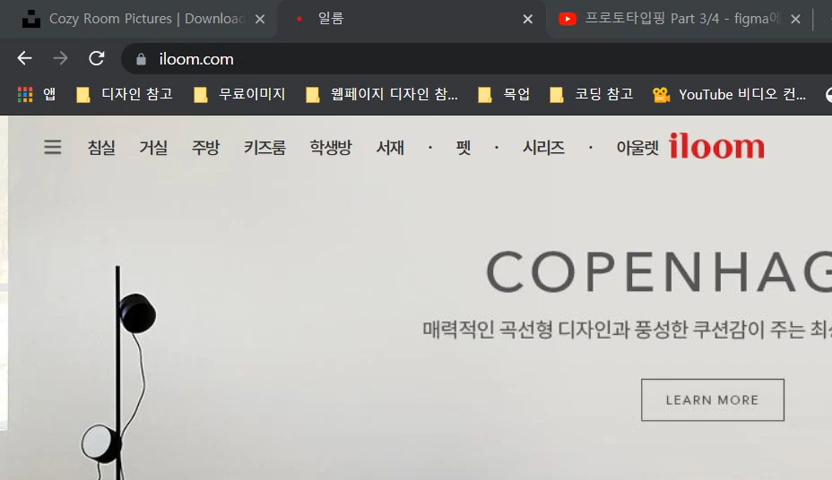 Cozy Room Pictures | Downloa
일룸
프로토타이핑 Part 3/4 - figma
iloom.com
앱 디자인 참고 무료이미지 웹페이지 디자인 참... 목업 코딩 참고 YouTube 비디오 컨...
침실 거실 주방 키즈룸 학생방 서재 · 펫 · 시리즈 · 아울렛 iloom
COPENHAG
매력적인 곡선형 디자인과 풍성한 쿠션감이 주는 최
LEARN MORE